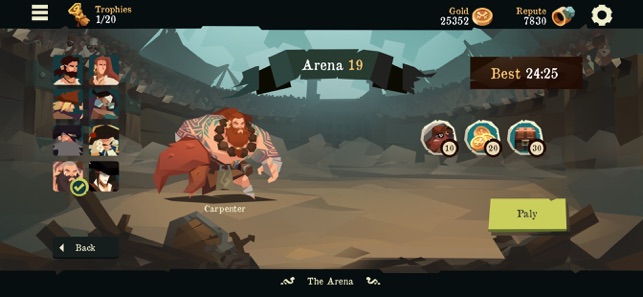 Trophies
1/20
Gold
25352
Repute
7830
Arena 19
Best 24:25
10
20
30
Carpenter
Paly
Back
The Arena